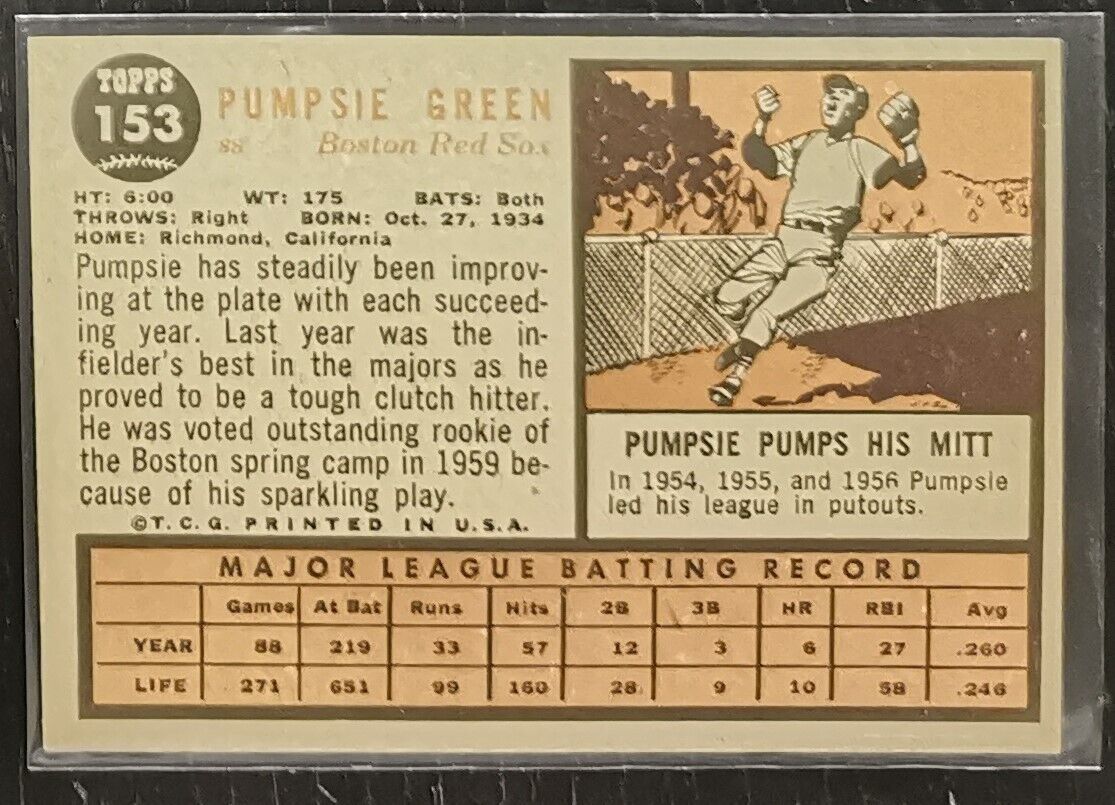 TOPPS
153
PUMPSIE GREEN
SS Boston Red Sox
HT: 6:00 WT: 175 BATS: Both
THROWS: Right BORN: Oct. 27, 1934
HOME: Richmond, California
Pumpsie has steadily been improv-
ing at the plate with each succeed-
ing year. Last year was the in-
fielder's best in the majors as he
proved to be a tough clutch hitter.
He was voted outstanding rookie of
the Boston spring camp in 1959 be-
cause of his sparkling play.
©T. C. G. PRINTED IN U.S.A.
PUMPSIE PUMPS HIS MITT
In 1954, 1955, and 1956 Pumpsie
led his league in putouts.
MAJOR LEAGUE BATTING RECORD
Games At Bat Runs Hits 2B 3B HR RBI Avg
YEAR 88 219 33 57 12 3 6 27 .260
LIFE 271 651 99 160 28 9 10 58 .246